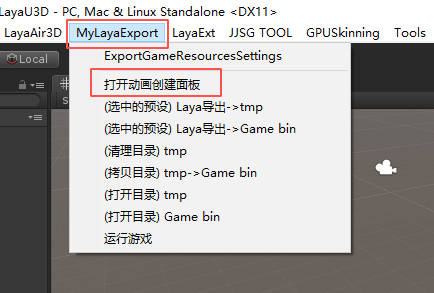 LayaU3D - PC, Mac & Linux Standalone <DX11>
LayaAir3D MyLayaExport LayaExt JJSG TOOL GPUSkinning Tools
Local
ExportGameResourcesSettings
打开动画创建面板
(选中的预设) Laya导出->tmp
(选中的预设) Laya导出->Game bin
(清理目录) tmp
(拷贝目录) tmp->Game bin
(打开目录) tmp
(打开目录) Game bin
运行游戏